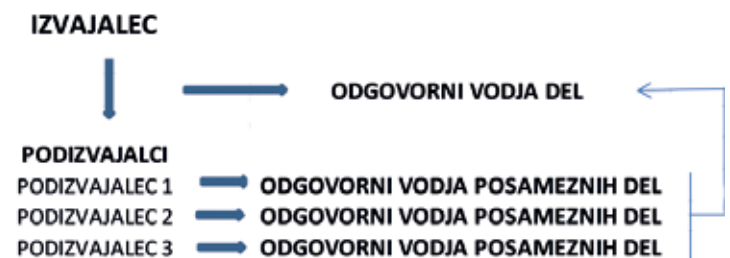 IZVAJALEC
ODGOVORNI VODJA DEL
PODIZVAJALCI
PODIZVAJALEC 1 ODGOVORNI VODJA POSAMEZNIH DEL
PODIZVAJALEC 2 ODGOVORNI VODJA POSAMEZNIH DEL
PODIZVAJALEC 3 ODGOVORNI VODJA POSAMEZNIH DEL